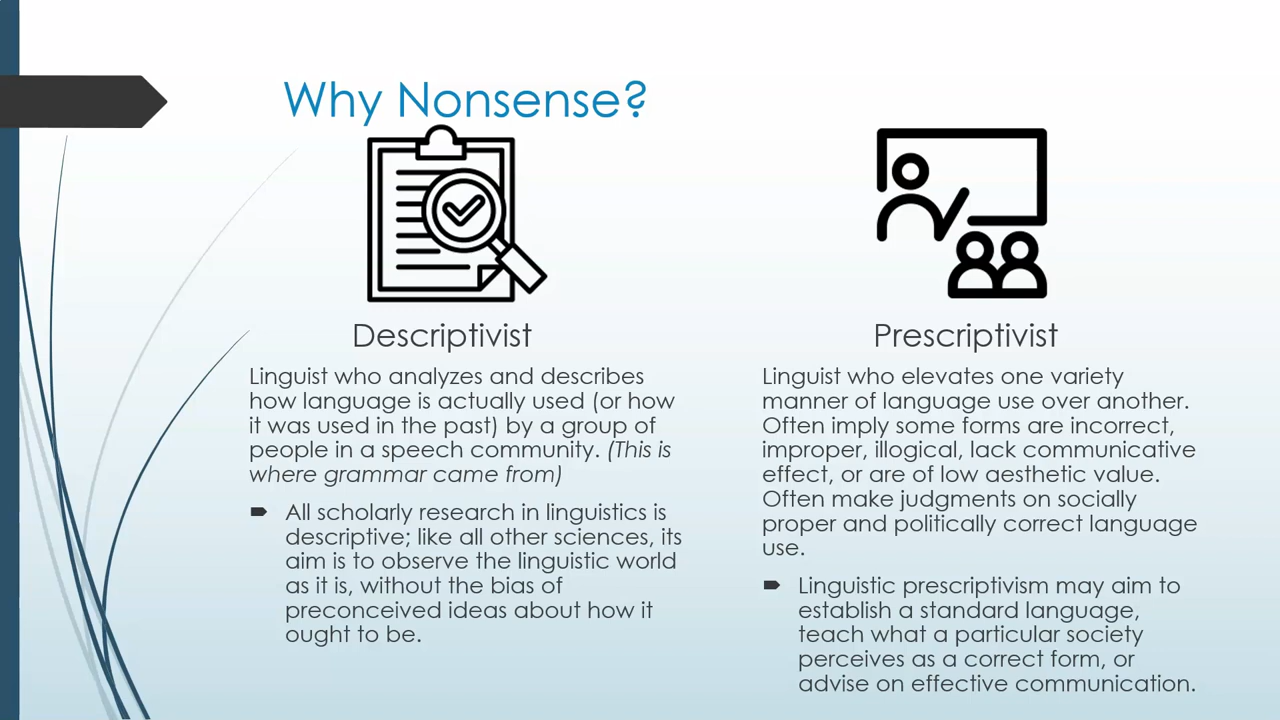 Why Nonsense?
Descriptivist
Linguist who analyzes and describes
how language is actually used (or how
it was used in the past) by a group of
people in a speech community. (This is
where grammar came from)
All scholarly research in linguistics is
descriptive; like all other sciences, its
aim is to observe the linguistic world
as it is, without the bias of
preconceived ideas about how it
ought to be.
Prescriptivist
Linguist who elevates one variety
manner of language use over another.
Often imply some forms are incorrect,
improper, illogical, lack communicative
effect, or are of low aesthetic value.
Often make judgments on socially
proper and politically correct language
use.
Linguistic prescriptivism may aim to
establish a standard language,
teach what a particular society
perceives as a correct form, or
advise on effective communication.